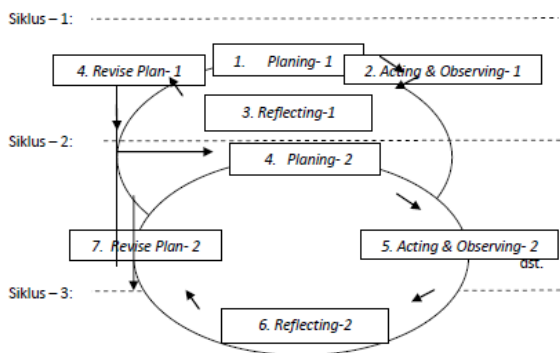 Siklus – 1:
1. Planing- 1
4. Revise Plan- 1
2. Acting & Observing- 1
3. Reflecting-1
Siklus – 2:
4. Planing- 2
7. Revise Plan- 2
5. Acting & Observing- 2
dst.
Siklus – 3:
6. Reflecting-2